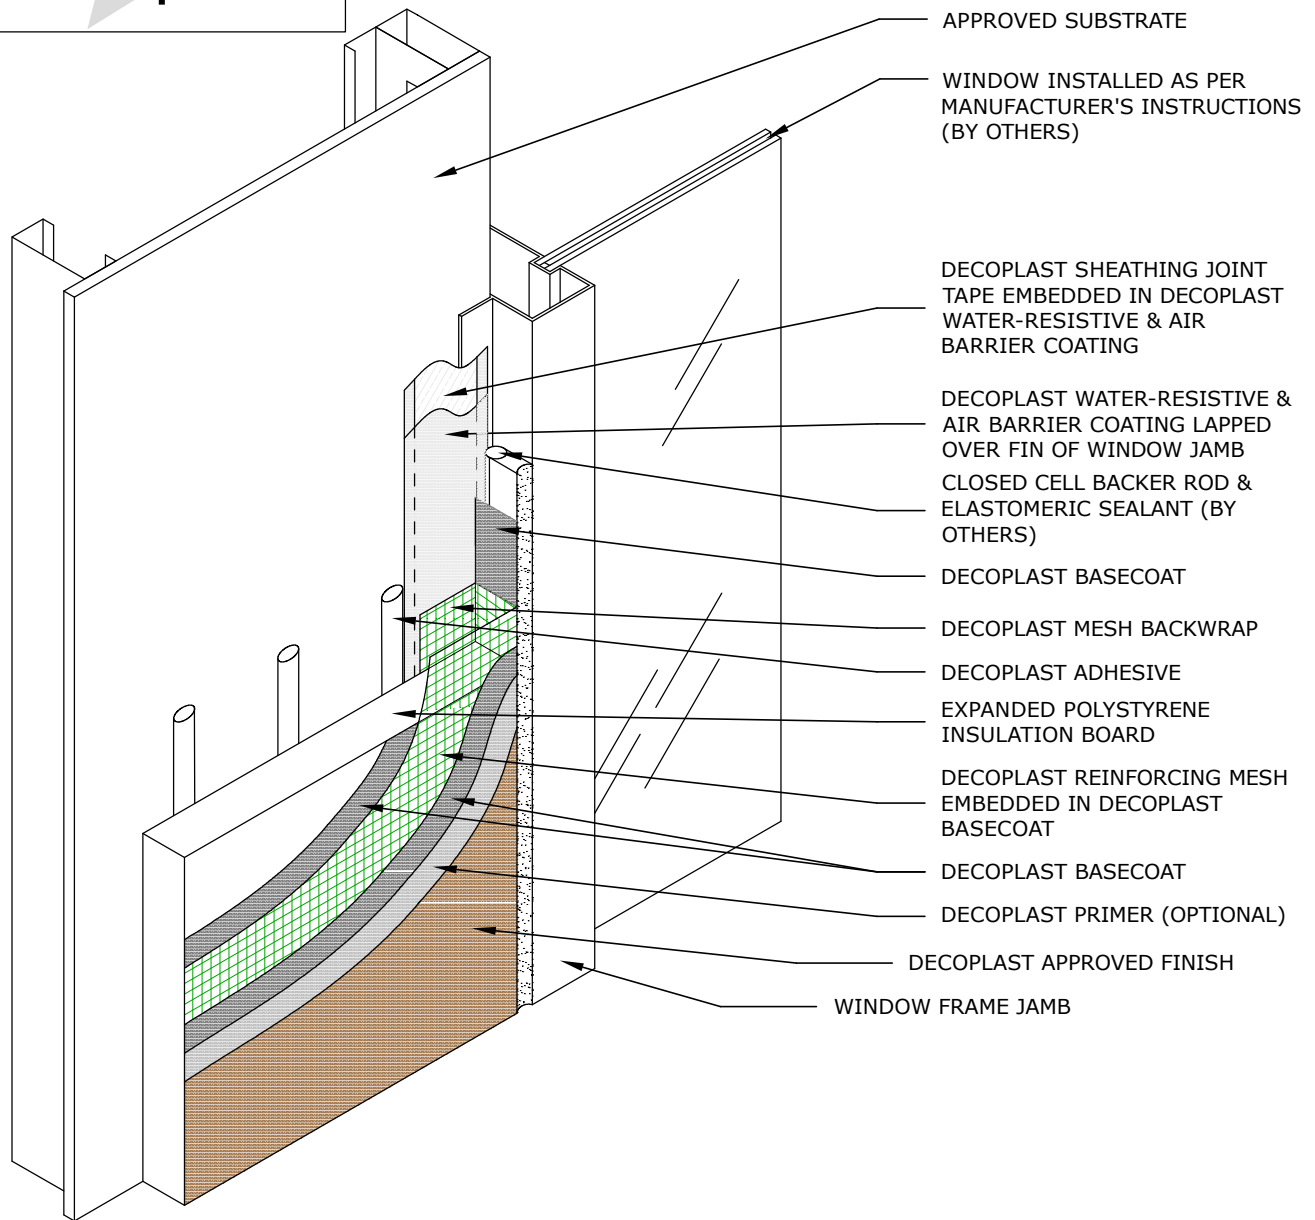 APPROVED SUBSTRATE
WINDOW INSTALLED AS PER
MANUFACTURER'S INSTRUCTIONS
(BY OTHERS)
DECOPLAST SHEATHING JOINT
TAPE EMBEDDED IN DECOPLAST
WATER-RESISTIVE & AIR
BARRIER COATING
DECOPLAST WATER-RESISTIVE &
AIR BARRIER COATING LAPPED
OVER FIN OF WINDOW JAMB
CLOSED CELL BACKER ROD &
ELASTOMERIC SEALANT (BY
OTHERS)
DECOPLAST BASECOAT
DECOPLAST MESH BACKWRAP
DECOPLAST ADHESIVE
EXPANDED POLYSTYRENE
INSULATION BOARD
DECOPLAST REINFORCING MESH
EMBEDDED IN DECOPLAST
BASECOAT
DECOPLAST BASECOAT
DECOPLAST PRIMER (OPTIONAL)
DECOPLAST APPROVED FINISH
WINDOW FRAME JAMB